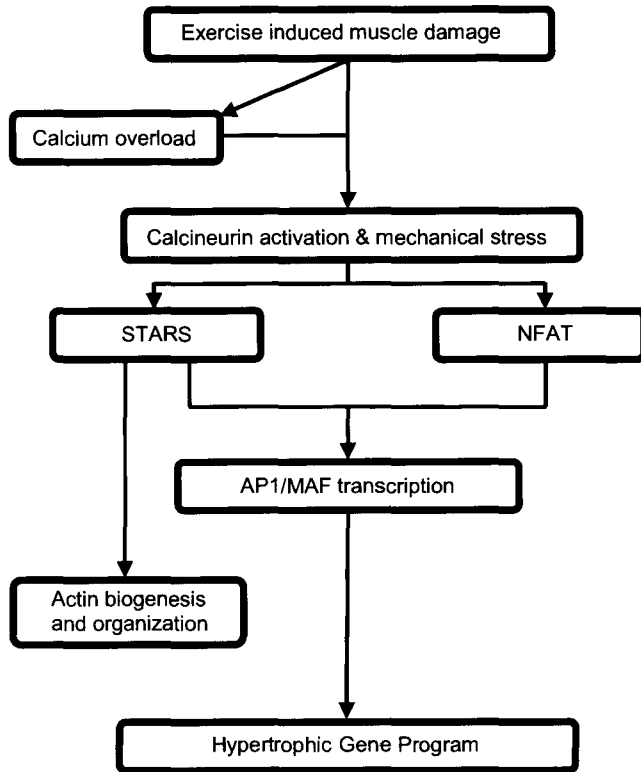 Exercise induced muscle damage
Calcium overload
Calcineurin activation & mechanical stress
STARS
NFAT
AP1/MAF transcription
Actin biogenesis
and organization
Hypertrophic Gene Program